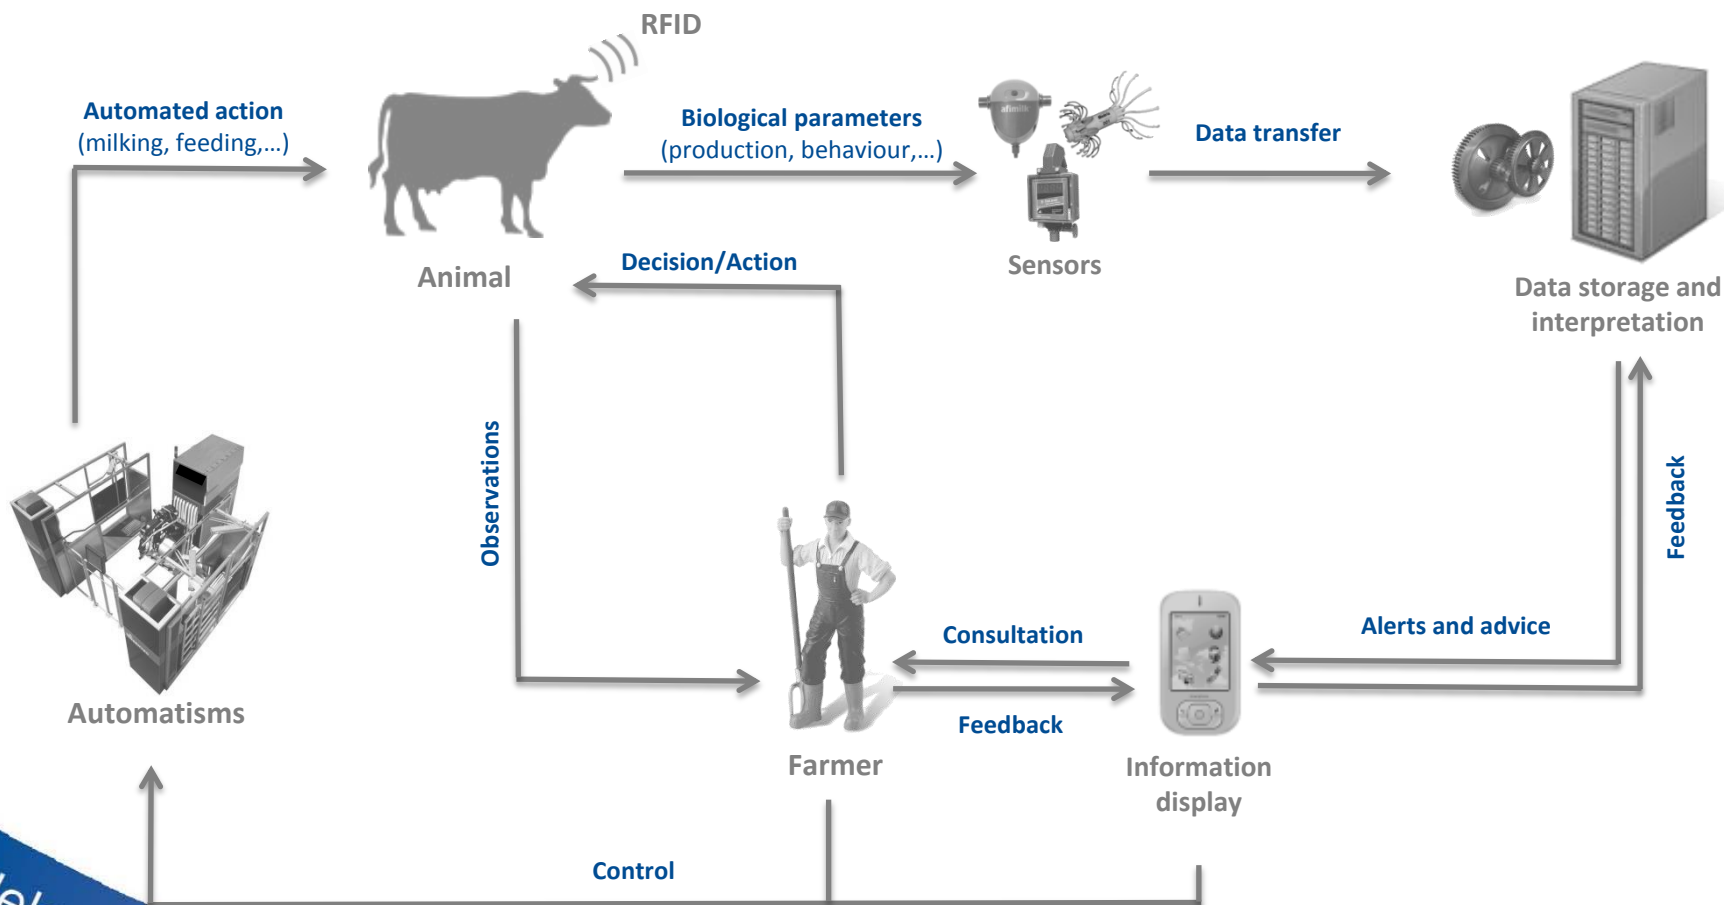 RFID
Automated action
(milking, feeding,...)
Biological parameters
(production, behaviour,...)
afimilk
Data transfer
Animal
Decision/Action
Sensors
Data storage and
interpretation
Observations
Feedback
Consultation
Alerts and advice
Automatisms
Feedback
Farmer
Information
display
Control